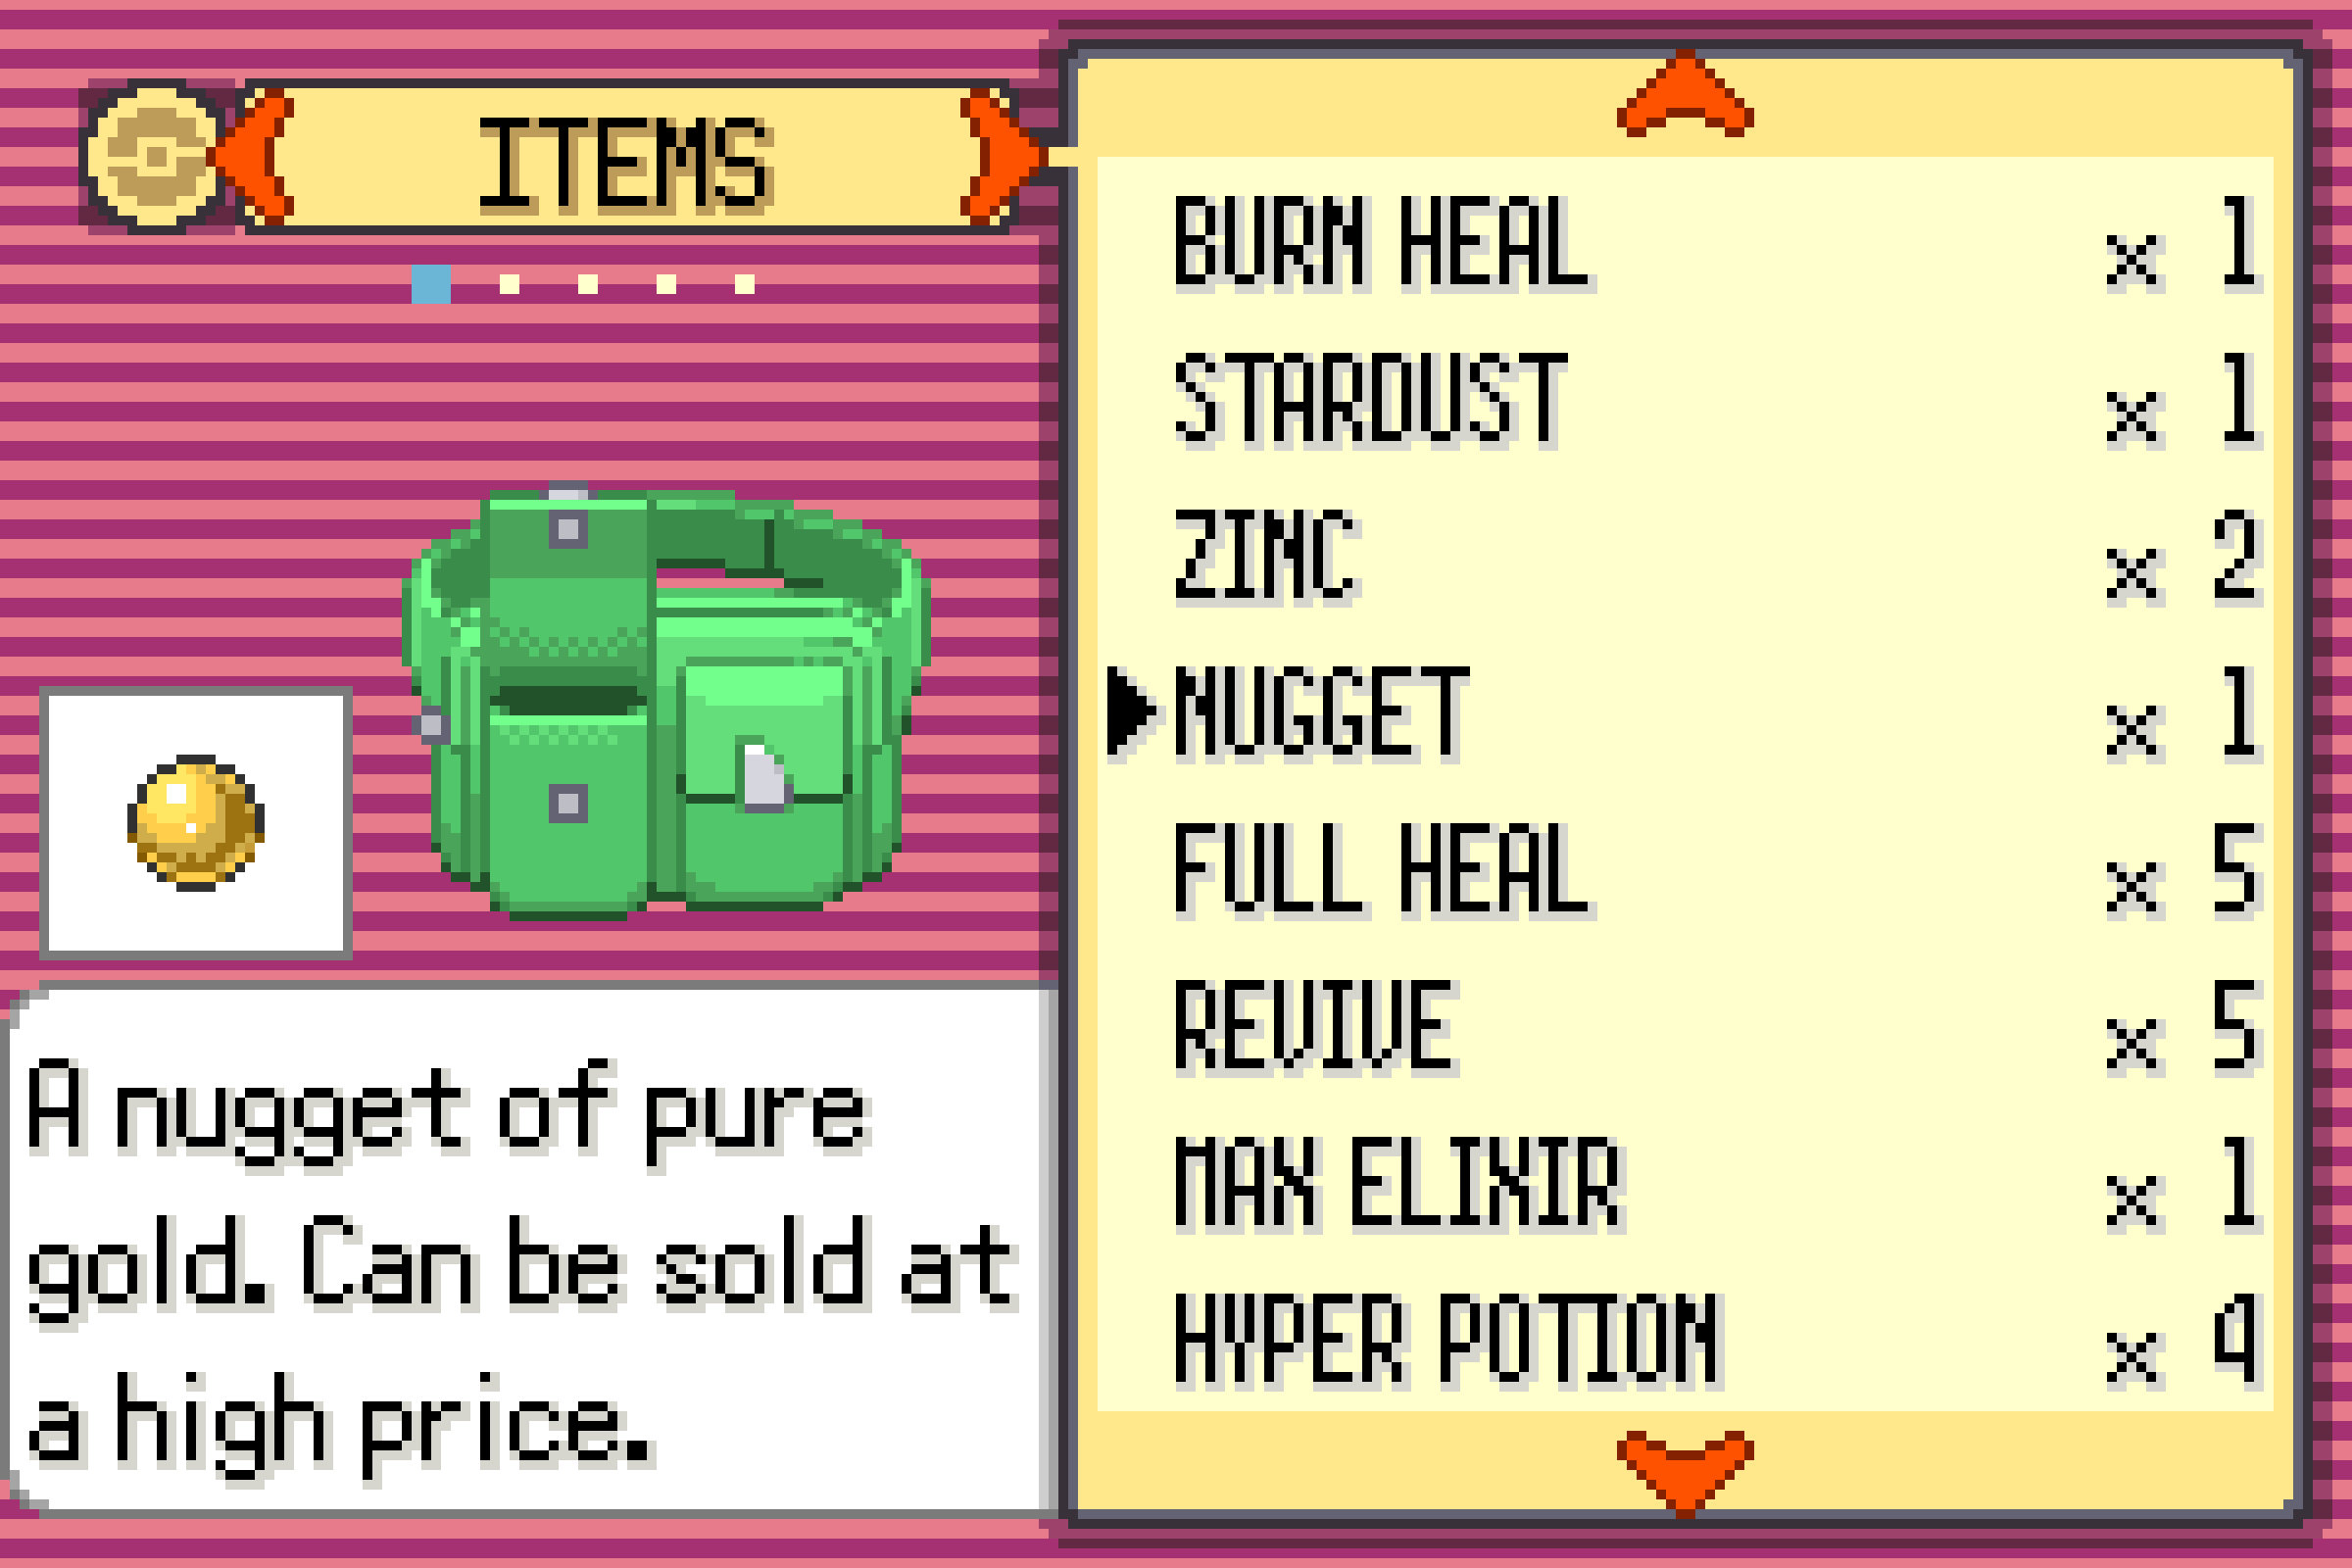 ITEMS
BURN HEAL × 1
STARDUST × 1
ZINC × 2
NUGGET × 1
FULL HEAL × 5
REVIVE × 5
MAX ELIXIR × 1
HYPER POTION × 4
A nugget of pure
gold. Can be sold at
a high price.